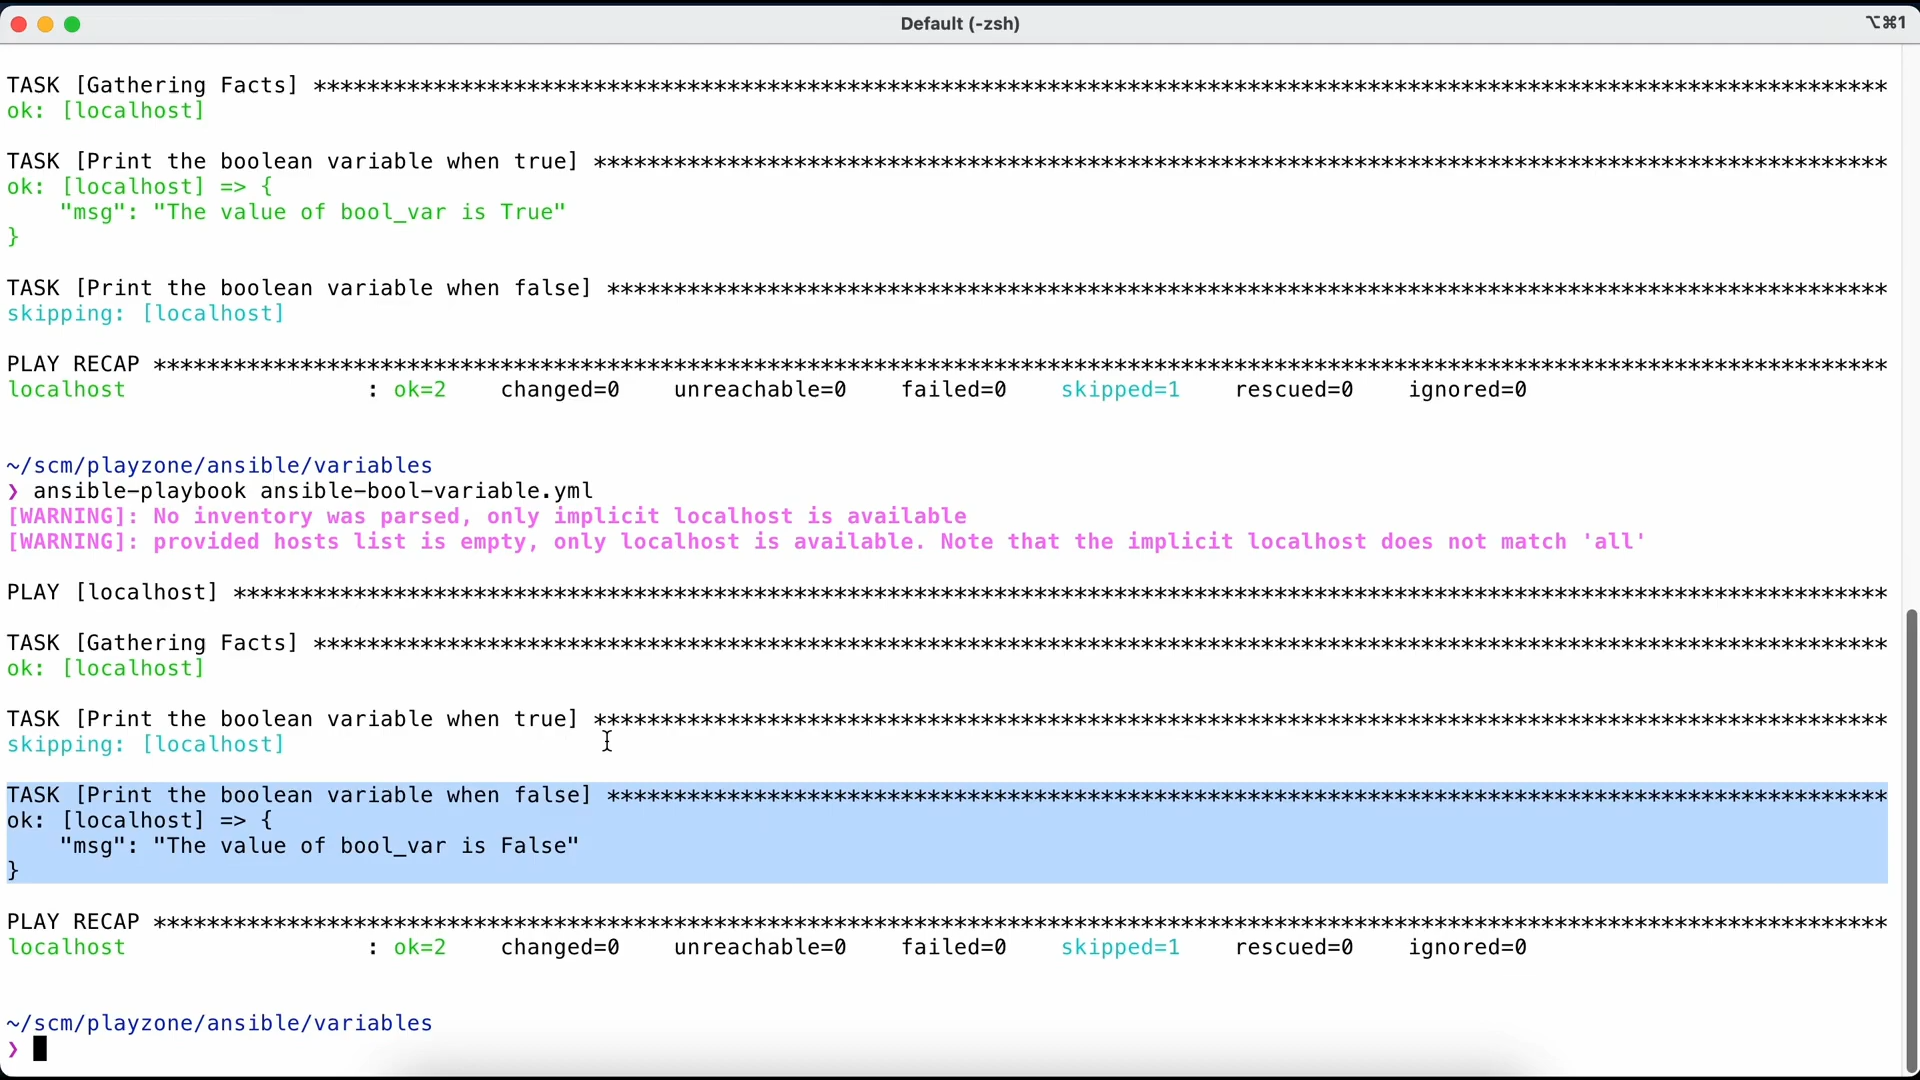 Default (-zsh)
⌥⌘1
TASK [Gathering Facts] **********************************************************************************************************************
ok: [localhost]
TASK [Print the boolean variable when true] *************************************************************************************************
ok: [localhost] => {
    "msg": "The value of bool_var is True"
}
TASK [Print the boolean variable when false] ************************************************************************************************
skipping: [localhost]
PLAY RECAP **********************************************************************************************************************************
localhost                  : ok=2    changed=0    unreachable=0    failed=0    skipped=1    rescued=0    ignored=0
~/scm/playzone/ansible/variables
❯ ansible-playbook ansible-bool-variable.yml
[WARNING]: No inventory was parsed, only implicit localhost is available
[WARNING]: provided hosts list is empty, only localhost is available. Note that the implicit localhost does not match 'all'
PLAY [localhost] ****************************************************************************************************************************
TASK [Gathering Facts] **********************************************************************************************************************
ok: [localhost]
TASK [Print the boolean variable when true] *************************************************************************************************
skipping: [localhost]
TASK [Print the boolean variable when false] ************************************************************************************************
ok: [localhost] => {
    "msg": "The value of bool_var is False"
}
PLAY RECAP **********************************************************************************************************************************
localhost                  : ok=2    changed=0    unreachable=0    failed=0    skipped=1    rescued=0    ignored=0
~/scm/playzone/ansible/variables
❯